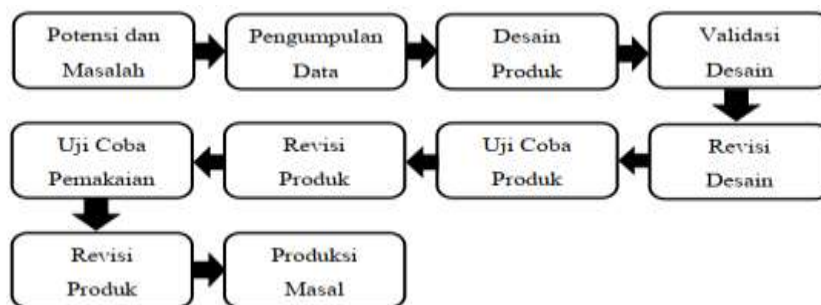 Potensi dan
Masalah
Pengumpulan
Data
Desain
Produk
Validasi
Desain
Revisi
Desain
Uji Coba
Produk
Revisi
Produk
Uji Coba
Pemakaian
Revisi
Produk
Produksi
Masal